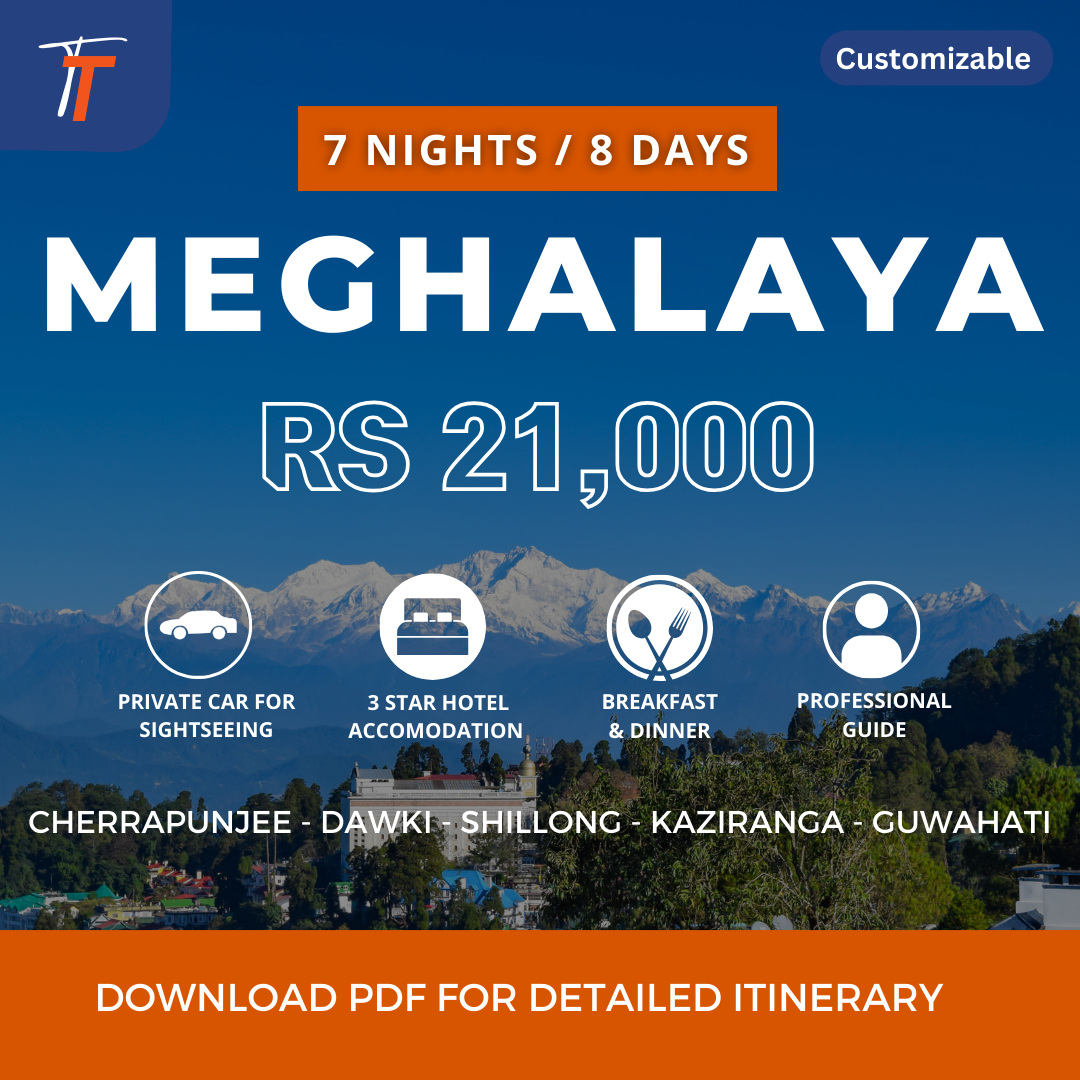 TT
Customizable
7 NIGHTS / 8 DAYS
MEGHALAYA
RS 21,000
PRIVATE CAR FOR
SIGHTSEEING
3 STAR HOTEL
ACCOMODATION
BREAKFAST
& DINNER
PROFESSIONAL
GUIDE
CHERRAPUNJEE - DAWKI - SHILLONG - KAZIRANGA - GUWAHATI
DOWNLOAD PDF FOR DETAILED ITINERARY